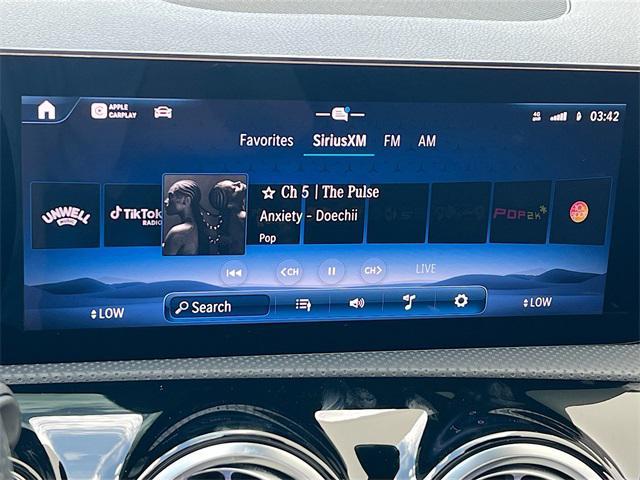 APPLE
CARPLAY
4G
03:42
Favorites SiriusXM FM AM
UNWELL
MUSIC
TikTok
RADIO
Ch 5 | The Pulse
Anxiety - Doechii
Pop
POP2K
CH CH LIVE
LOW
Search
LOW